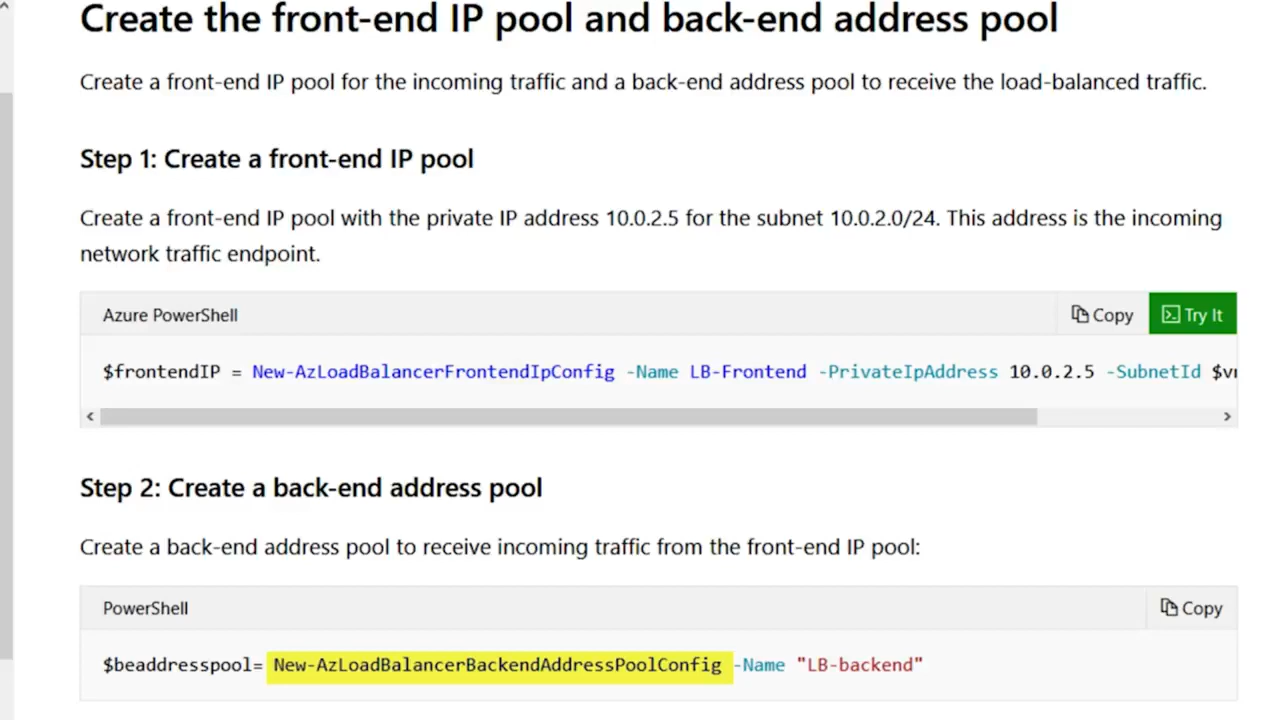 Create the front-end IP pool and back-end address pool
Create a front-end IP pool for the incoming traffic and a back-end address pool to receive the load-balanced traffic.
Step 1: Create a front-end IP pool
Create a front-end IP pool with the private IP address 10.0.2.5 for the subnet 10.0.2.0/24. This address is the incoming
network traffic endpoint.
Azure PowerShell Copy Try It
$frontendIP = New-AzLoadBalancerFrontendIpConfig -Name LB-Frontend -PrivateIpAddress 10.0.2.5 -SubnetId
Step 2: Create a back-end address pool
Create a back-end address pool to receive incoming traffic from the front-end IP pool:
PowerShell Copy
$beaddresspool= New-AzLoadBalancerBackendAddressPoolConfig -Name "LB-backend"